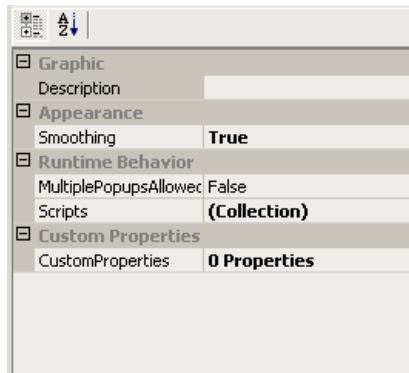 A
Z
Graphic
Description
Appearance
Smoothing True
Runtime Behavior
MultiplePopupsAllowec False
Scripts (Collection)
Custom Properties
CustomProperties 0 Properties